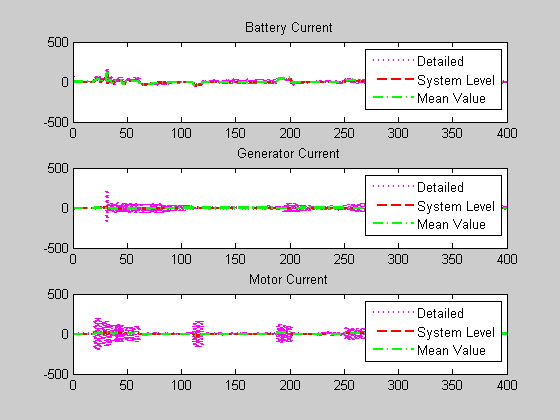 Battery Current
500
0
-500
0 50 100 150 200 250 300 350 400
Detailed
System Level
Mean Value
Generator Current
500
0
-500
0 50 100 150 200 250 300 350 400
Detailed
System Level
Mean Value
Motor Current
500
0
-500
0 50 100 150 200 250 300 350 400
Detailed
System Level
Mean Value